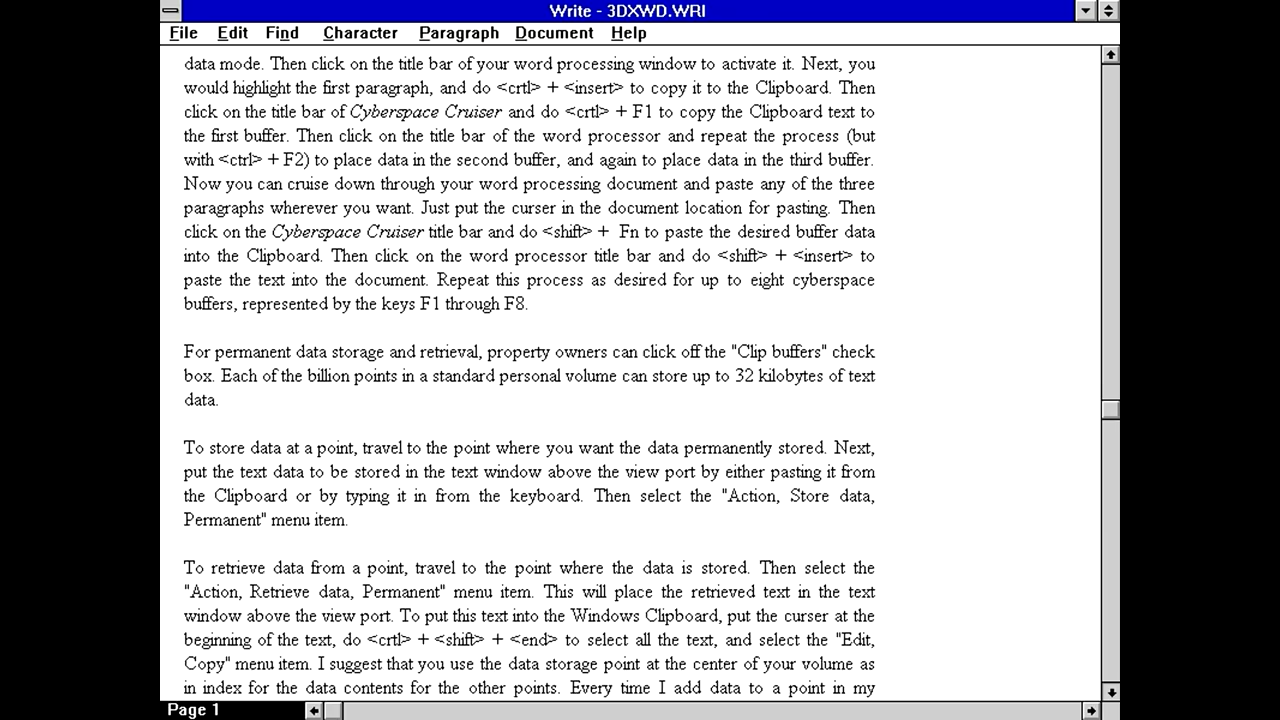 Write - 3DXWD.WRI
File Edit Find Character Paragraph Document Help
data mode. Then click on the title bar of your word processing window to activate it. Next, you
would highlight the first paragraph, and do <crtl> + <insert> to copy it to the Clipboard. Then
click on the title bar of Cyberspace Cruiser and do <crtl> + F1 to copy the Clipboard text to
the first buffer. Then click on the title bar of the word processor and repeat the process (but
with <ctrl> + F2) to place data in the second buffer, and again to place data in the third buffer.
Now you can cruise down through your word processing document and paste any of the three
paragraphs wherever you want. Just put the curser in the document location for pasting. Then
click on the Cyberspace Cruiser title bar and do <shift> + Fn to paste the desired buffer data
into the Clipboard. Then click on the word processor title bar and do <shift> + <insert> to
paste the text into the document. Repeat this process as desired for up to eight cyberspace
buffers, represented by the keys F1 through F8.
For permanent data storage and retrieval, property owners can click off the "Clip buffers" check
box. Each of the billion points in a standard personal volume can store up to 32 kilobytes of text
data.
To store data at a point, travel to the point where you want the data permanently stored. Next,
put the text data to be stored in the text window above the view port by either pasting it from
the Clipboard or by typing it in from the keyboard. Then select the "Action, Store data,
Permanent" menu item.
To retrieve data from a point, travel to the point where the data is stored. Then select the
"Action, Retrieve data, Permanent" menu item. This will place the retrieved text in the text
window above the view port. To put this text into the Windows Clipboard, put the curser at the
beginning of the text, do <crtl> + <shift> + <end> to select all the text, and select the "Edit,
Copy" menu item. I suggest that you use the data storage point at the center of your volume as
in index for the data contents for the other points. Every time I add data to a point in my
Page 1